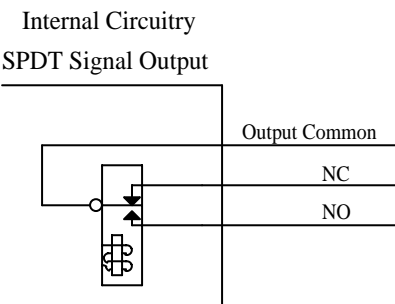 Internal Circuitry
SPDT Signal Output
Output Common
NC
NO